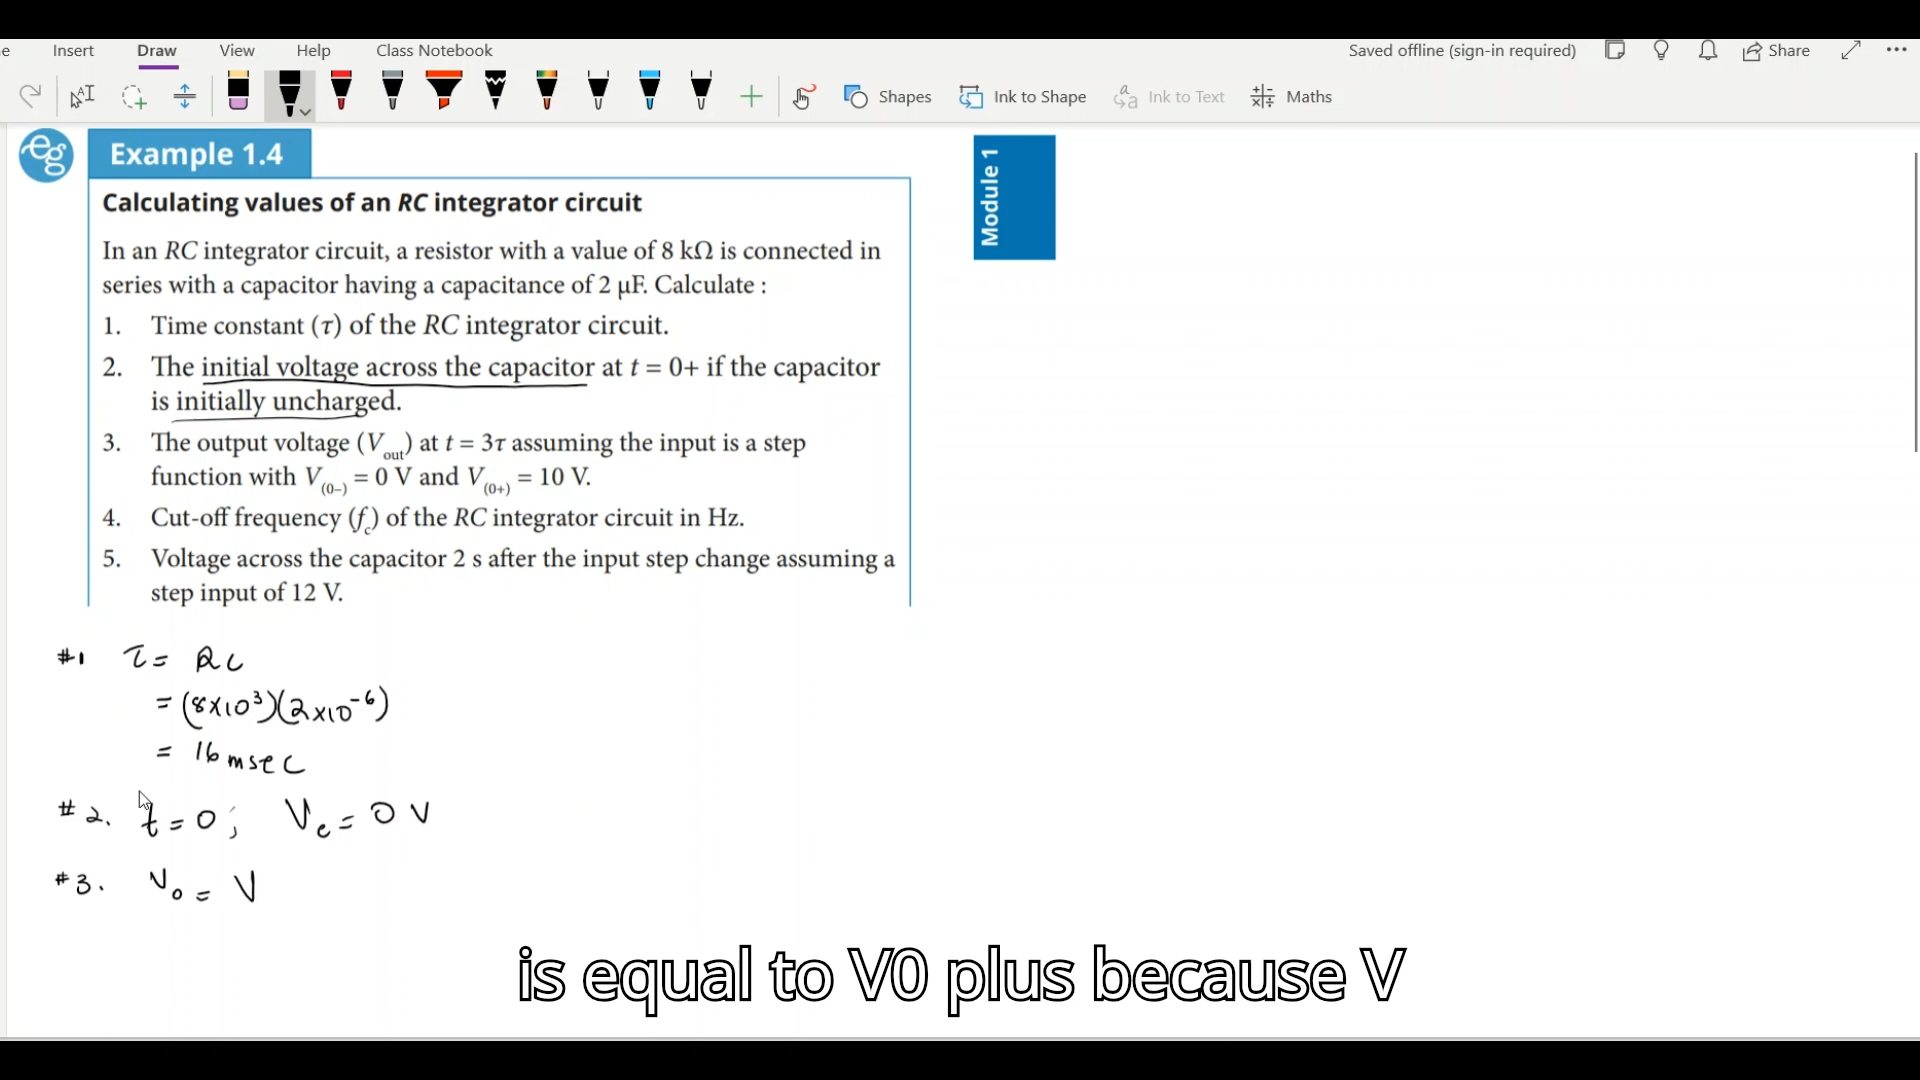 e Insert Draw View Help Class Notebook Saved offline (sign-in required) Share
Shapes Ink to Shape Ink to Text Maths
eg Example 1.4
Module 1
Calculating values of an RC integrator circuit
In an RC integrator circuit, a resistor with a value of 8 kΩ is connected in
series with a capacitor having a capacitance of 2 μF. Calculate :
1. Time constant (τ) of the RC integrator circuit.
2. The initial voltage across the capacitor at t = 0+ if the capacitor
is initially uncharged.
3. The output voltage (Vout) at t = 3τ assuming the input is a step
function with V(0−) = 0 V and V(0+) = 10 V.
4. Cut-off frequency (fc) of the RC integrator circuit in Hz.
5. Voltage across the capacitor 2 s after the input step change assuming a
step input of 12 V.
#1 τ = RC
= (8×10³)(2×10⁻⁶)
= 16 msec
#2. t = 0; Vc = 0 V
#3. Vo = V
is equal to V0 plus because V